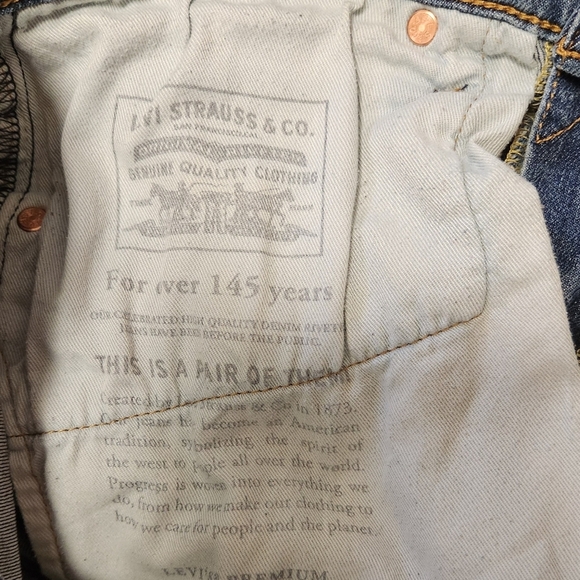 LEVI STRAUSS & CO.
SAN FRANCISCO, CAL.
GENUINE QUALITY CLOTHING
TRADE MARK
For over 145 years
OUR CELEBRATED HIGH QUALITY DENIM RIVETED
JEANS HAVE BEEN BEFORE THE PUBLIC.
THIS IS A PAIR OF THEM
Created by Levi Strauss & Co in 1873.
Our jeans have become an American
tradition, symbolizing the spirit of
the west to people all over the world.
Progress is woven into everything we
do, from how we make our clothing to
how we care for people and the planet.
LEVI'S® PREMIUM